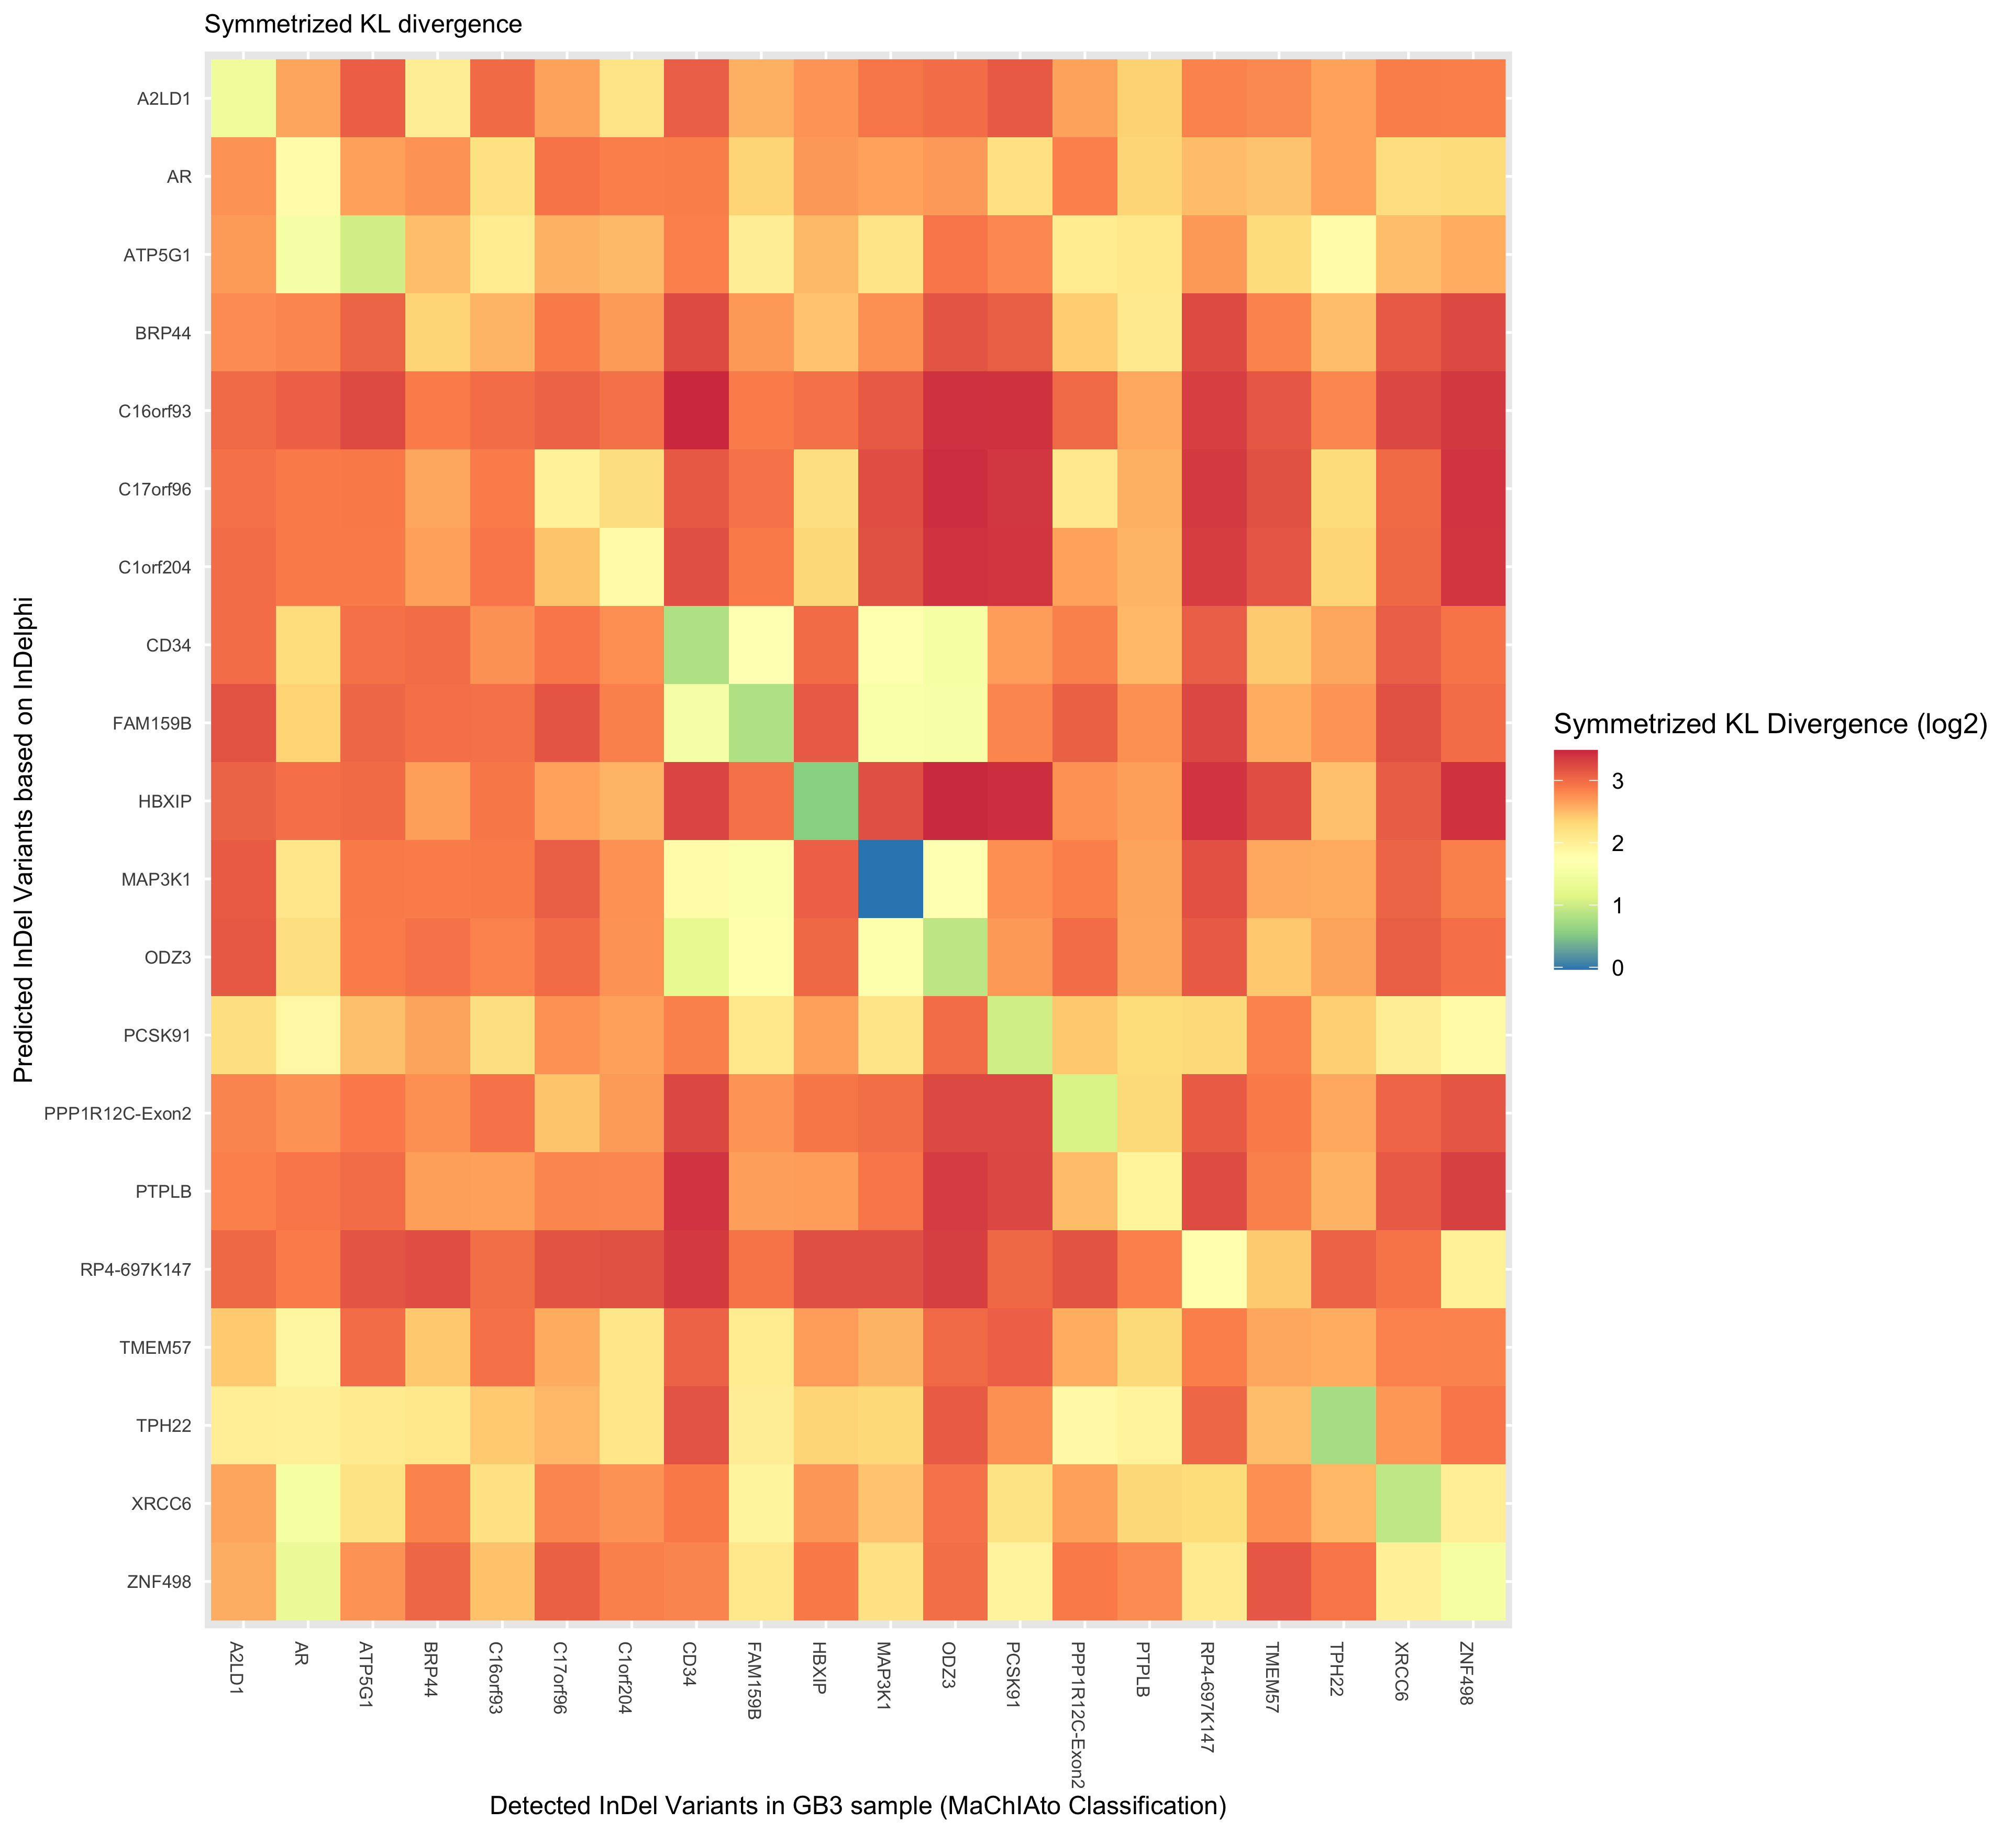 Symmetrized KL divergence
Predicted InDel Variants based on InDelphi
A2LD1
AR
ATP5G1
BRP44
C16orf93
C17orf96
C1orf204
CD34
FAM159B
HBXIP
MAP3K1
ODZ3
PCSK91
PPP1R12C-Exon2
PTPLB
RP4-697K147
TMEM57
TPH22
XRCC6
ZNF498
A2LD1
AR
ATP5G1
BRP44
C16orf93
C17orf96
C1orf204
CD34
FAM159B
HBXIP
MAP3K1
ODZ3
PCSK91
PPP1R12C-Exon2
PTPLB
RP4-697K147
TMEM57
TPH22
XRCC6
ZNF498
Detected InDel Variants in GB3 sample (MaChIAto Classification)
Symmetrized KL Divergence (log2)
3
2
1
0